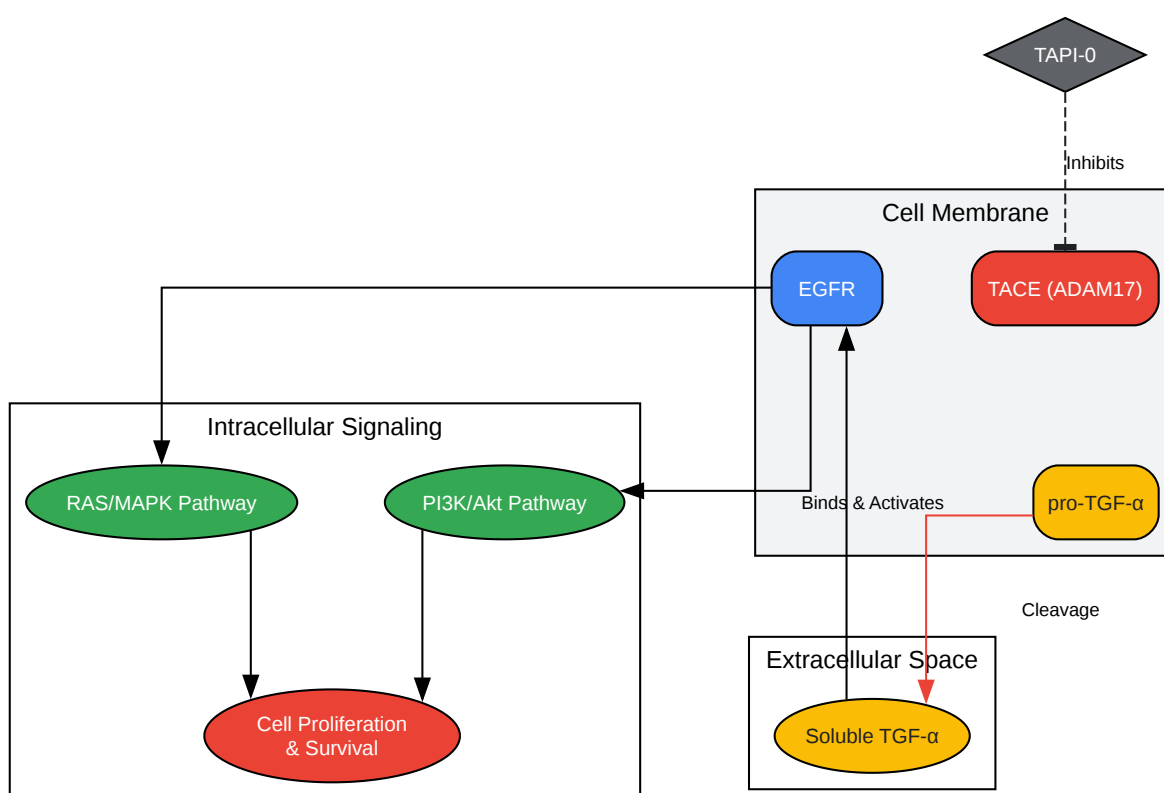 TAPI-0
Inhibits
Cell Membrane
EGFR
TACE (ADAM17)
Intracellular Signaling
RAS/MAPK Pathway
PI3K/Akt Pathway
Binds & Activates
pro-TGF-α
Cleavage
Extracellular Space
Cell Proliferation
& Survival
Soluble TGF-α